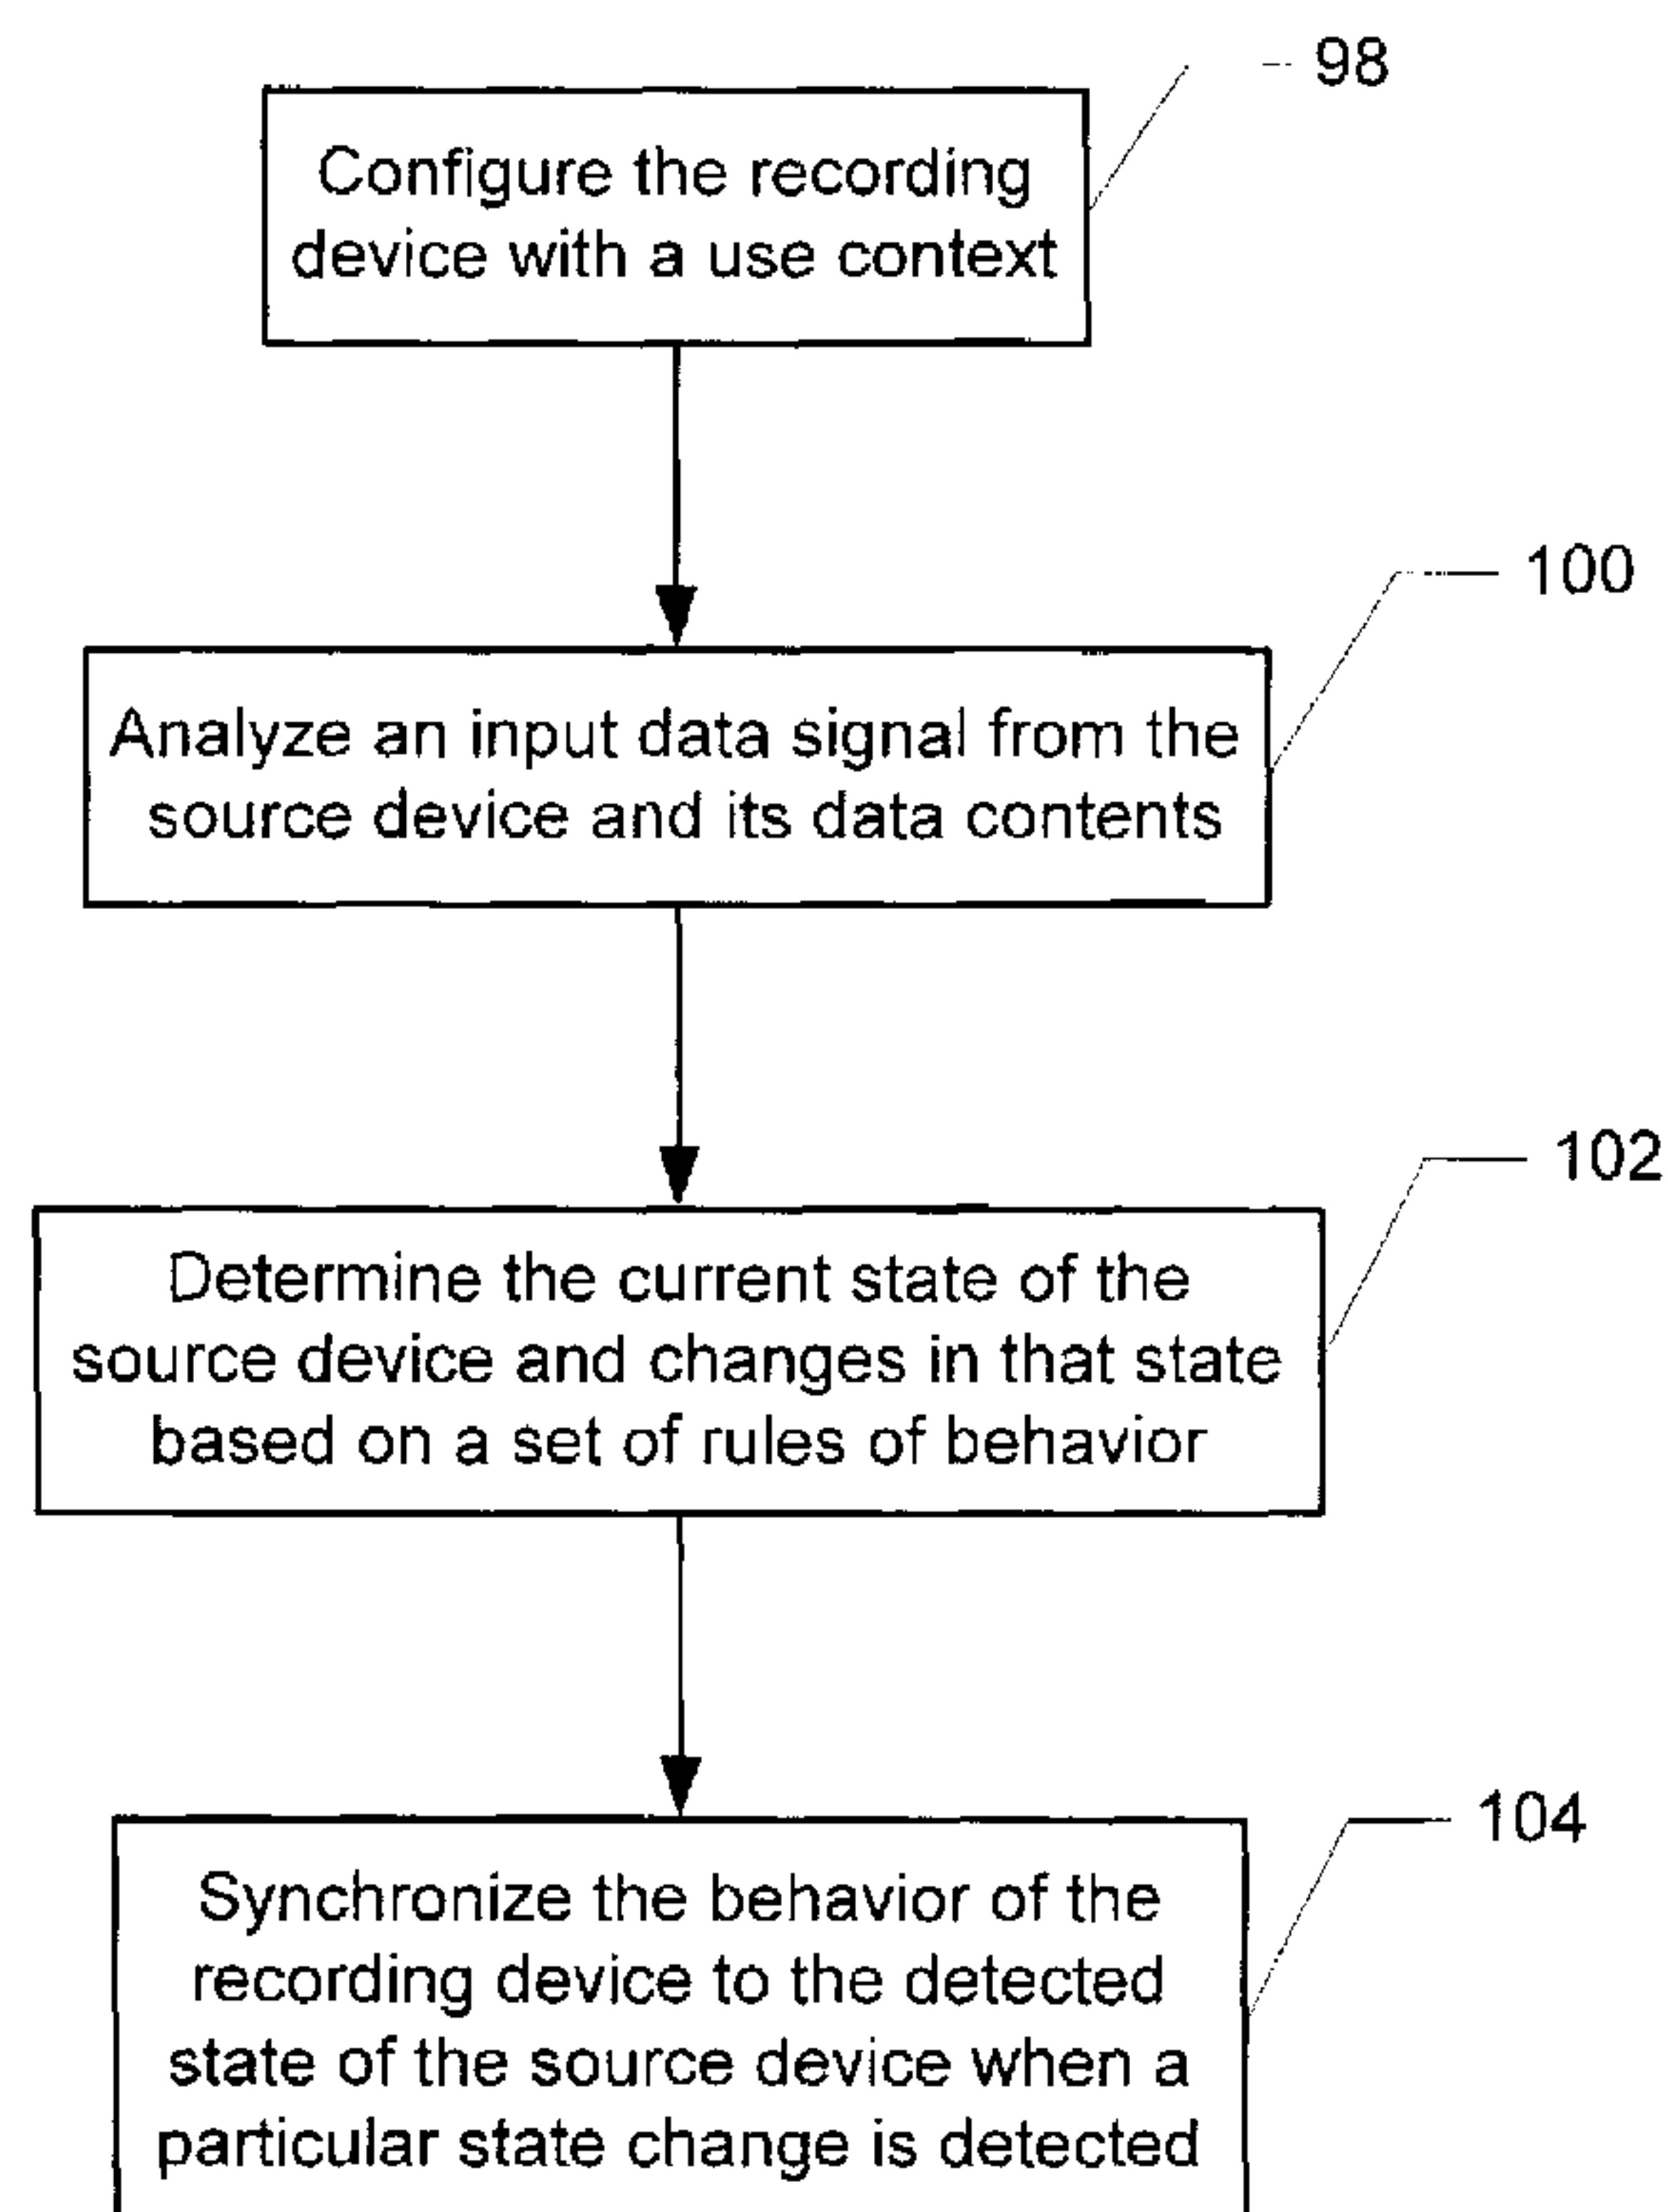 98
Configure the recording
device with a use context
100
Analyze an input data signal from the
source device and its data contents
102
Determine the current state of the
source device and changes in that state
based on a set of rules of behavior
104
Synchronize the behavior of the
recording device to the detected
state of the source device when a
particular state change is detected